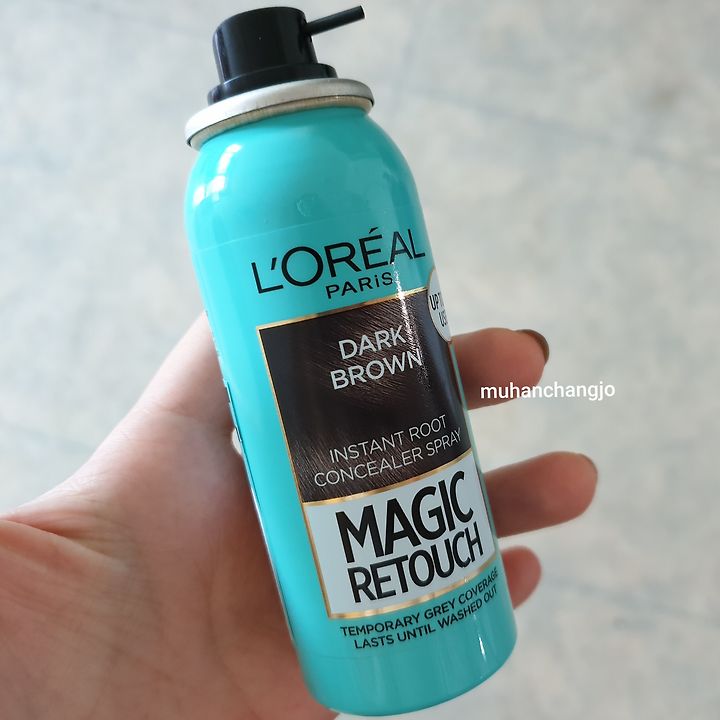 L'ORÉAL
PARIS
UP
DARK
BROWN
INSTANT ROOT
CONCEALER SPRAY
MAGIC
RETOUCH
TEMPORARY GREY COVERAGE
LASTS UNTIL WASHED OUT
muhanchangjo